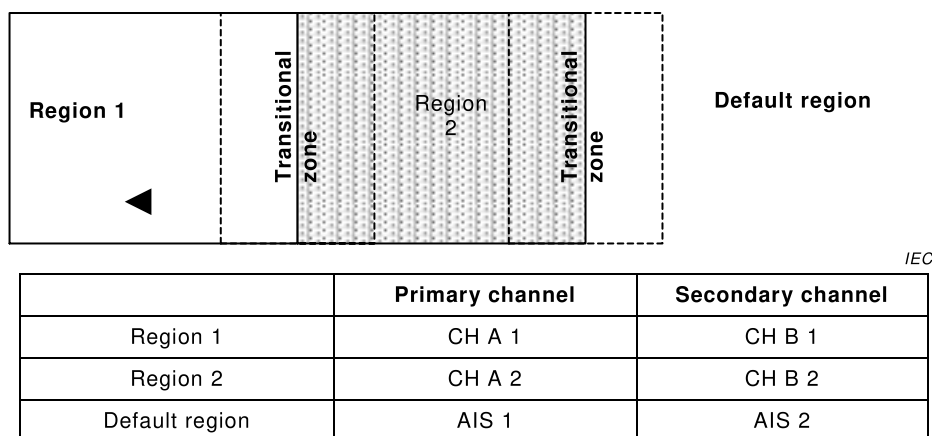 Region 1
Transitional
zone
Region
2
Transitional
zone
Default region
IEC
Primary channel Secondary channel
Region 1 CH A 1 CH B 1
Region 2 CH A 2 CH B 2
Default region AIS 1 AIS 2